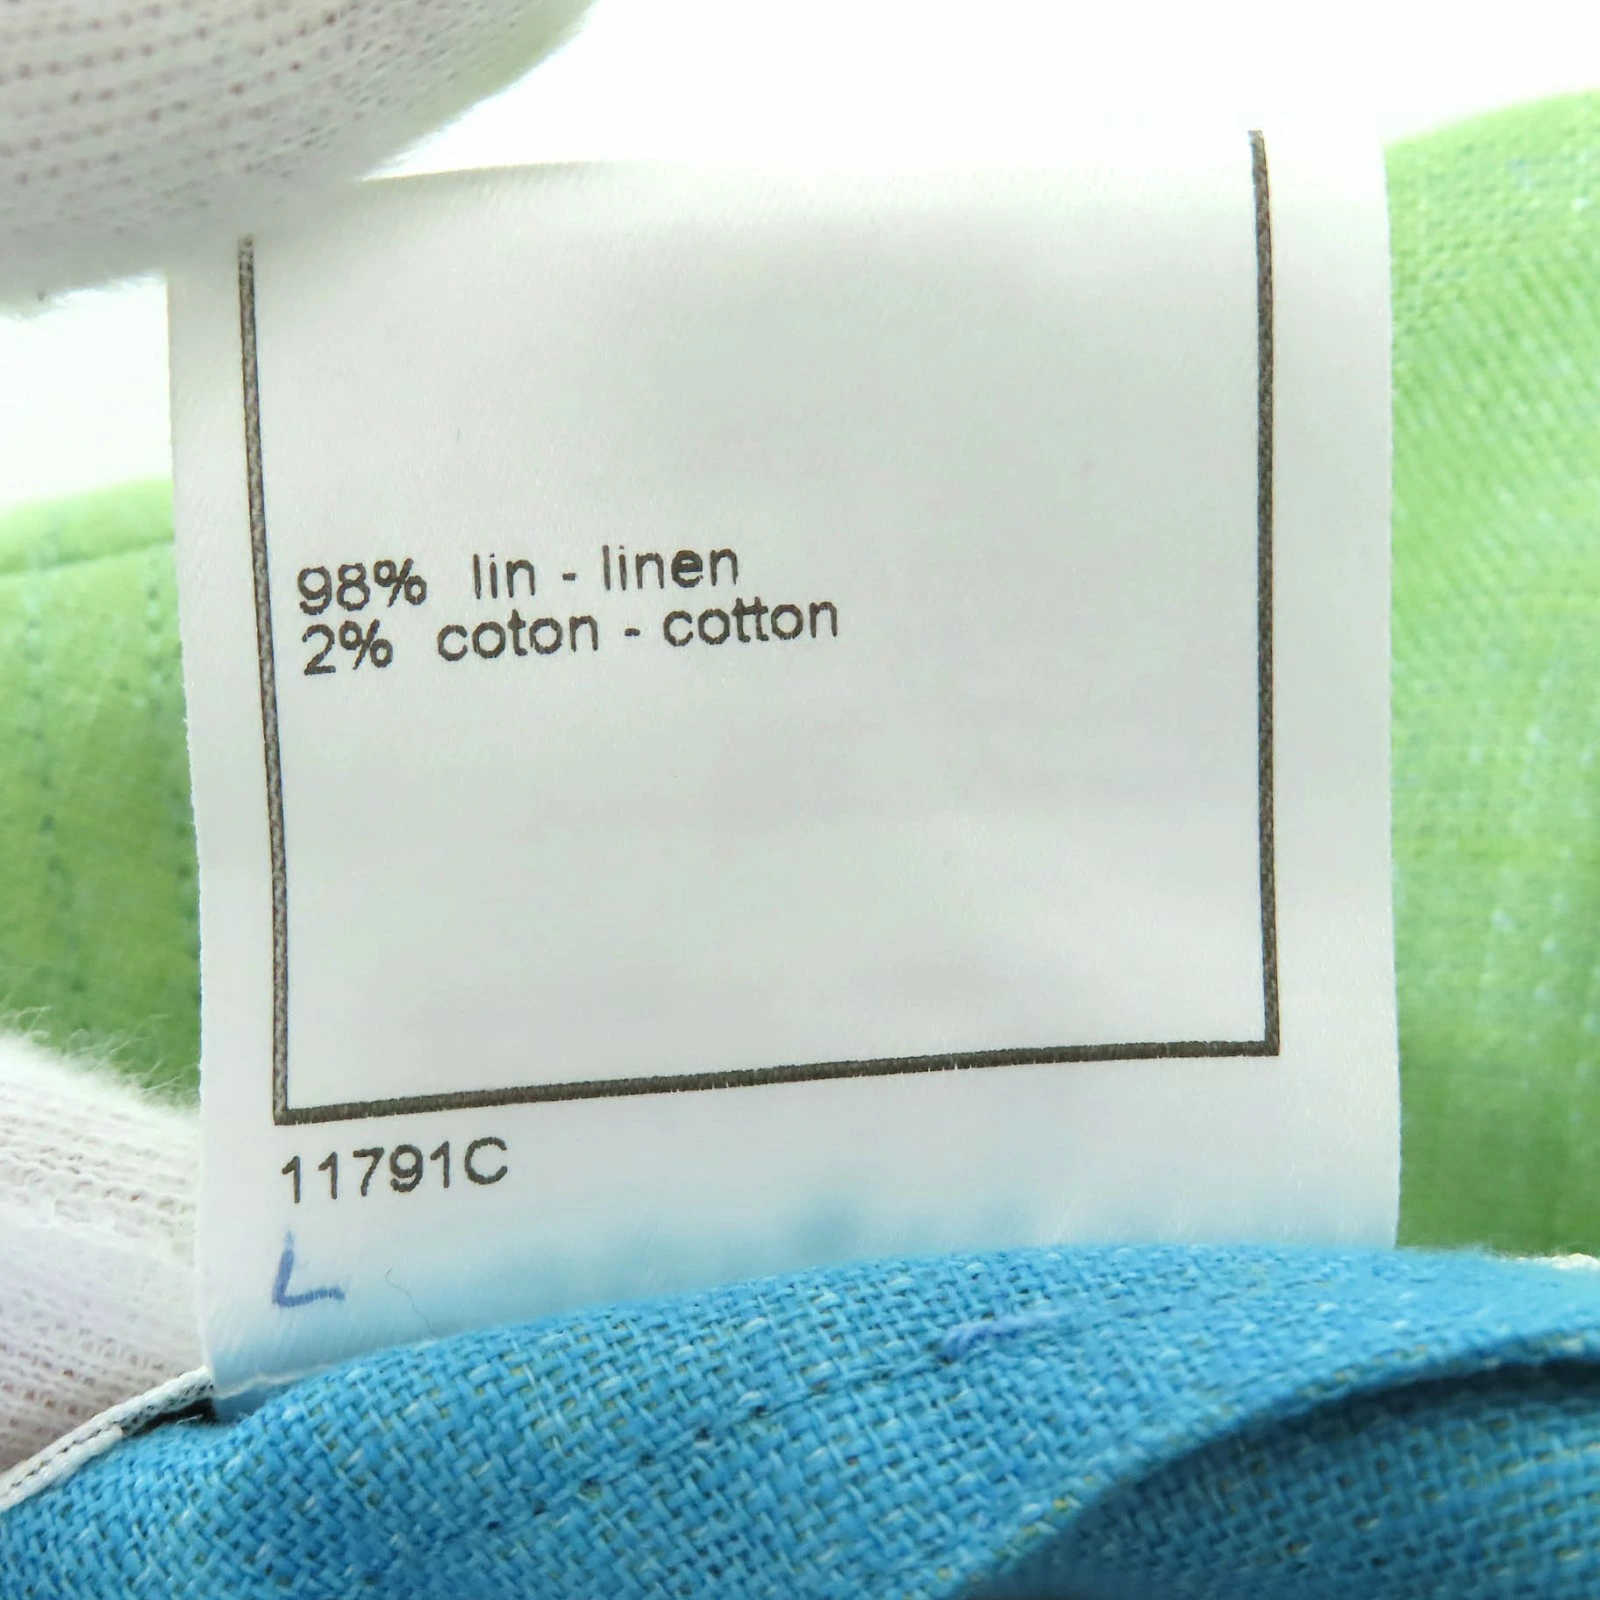 98% lin - linen
2% coton - cotton
11791C
L